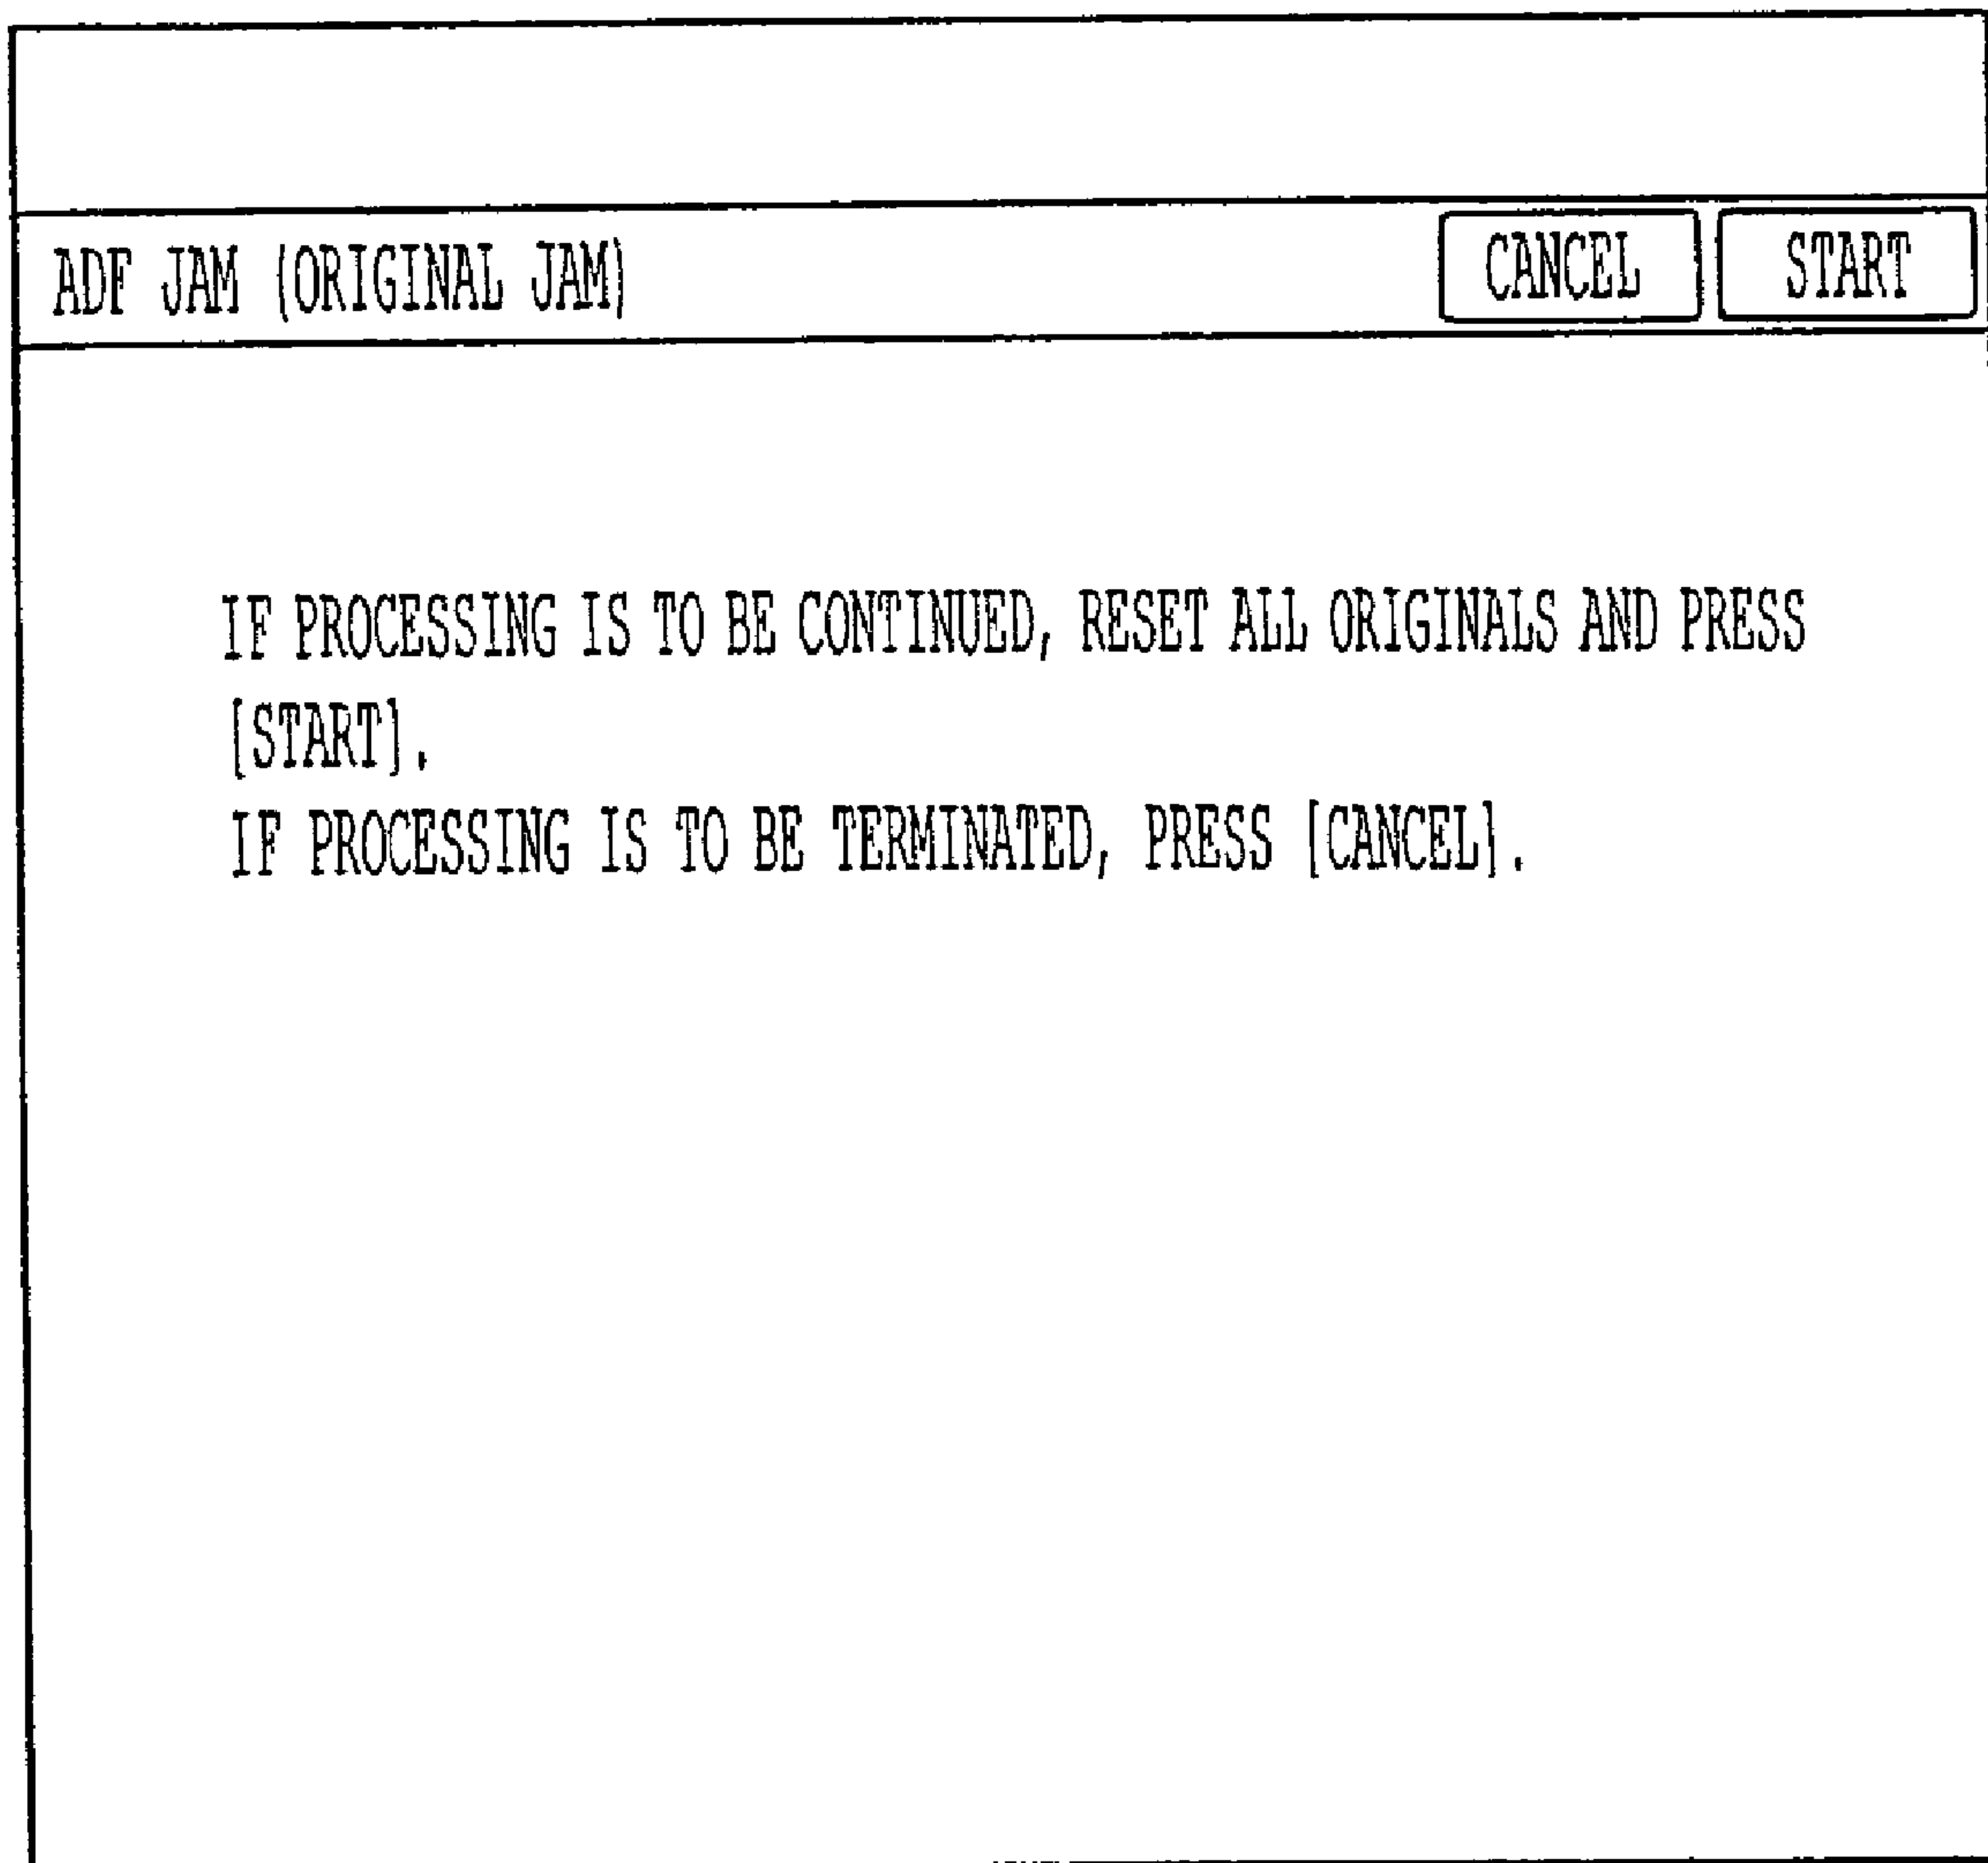 ADF JAM (ORIGINAL JAM) CANCEL START
IF PROCESSING IS TO BE CONTINUED, RESET ALL ORIGINALS AND PRESS
[START].
IF PROCESSING IS TO BE TERMINATED, PRESS [CANCEL].